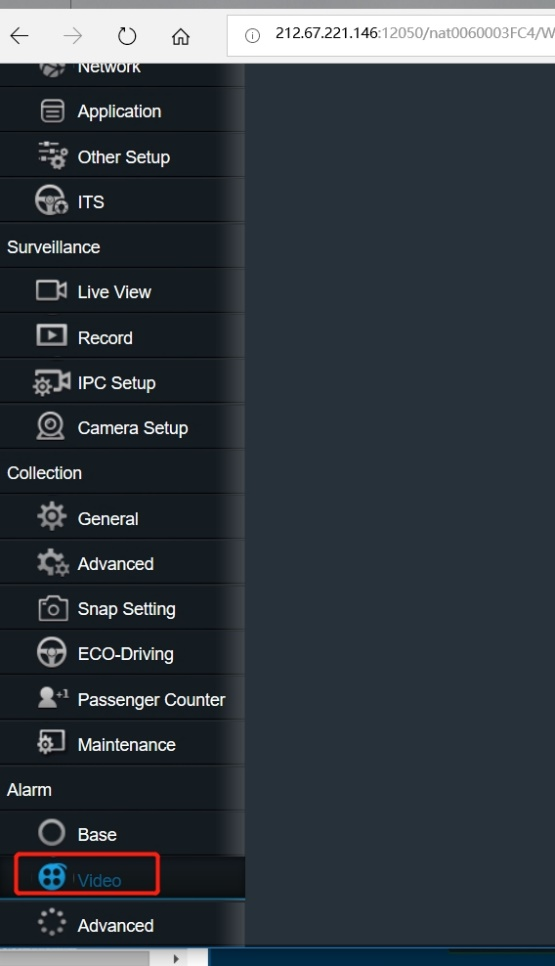 212.67.221.146:12050/nat0060003FC4/W
Network
Application
Other Setup
ITS
Surveillance
Live View
Record
IPC Setup
Camera Setup
Collection
General
Advanced
Snap Setting
ECO-Driving
+1 Passenger Counter
Maintenance
Alarm
Base
Video
Advanced